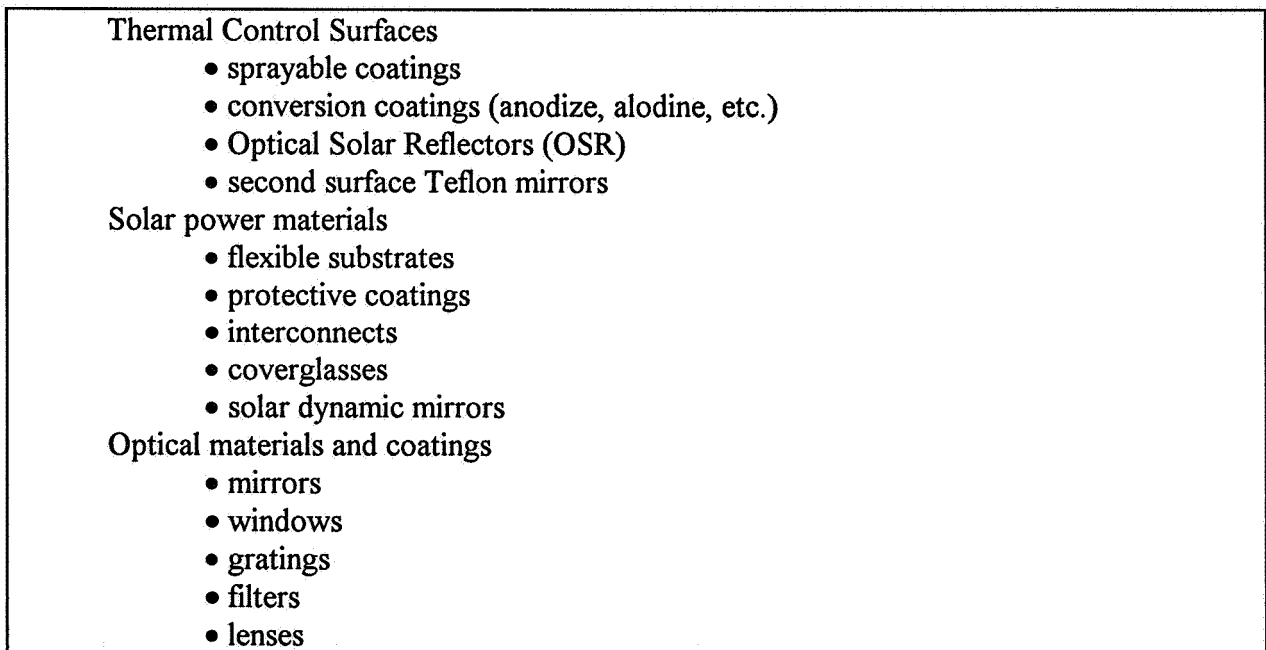 Thermal Control Surfaces
• sprayable coatings
• conversion coatings (anodize, alodine, etc.)
• Optical Solar Reflectors (OSR)
• second surface Teflon mirrors
Solar power materials
• flexible substrates
• protective coatings
• interconnects
• coverglasses
• solar dynamic mirrors
Optical materials and coatings
• mirrors
• windows
• gratings
• filters
• lenses